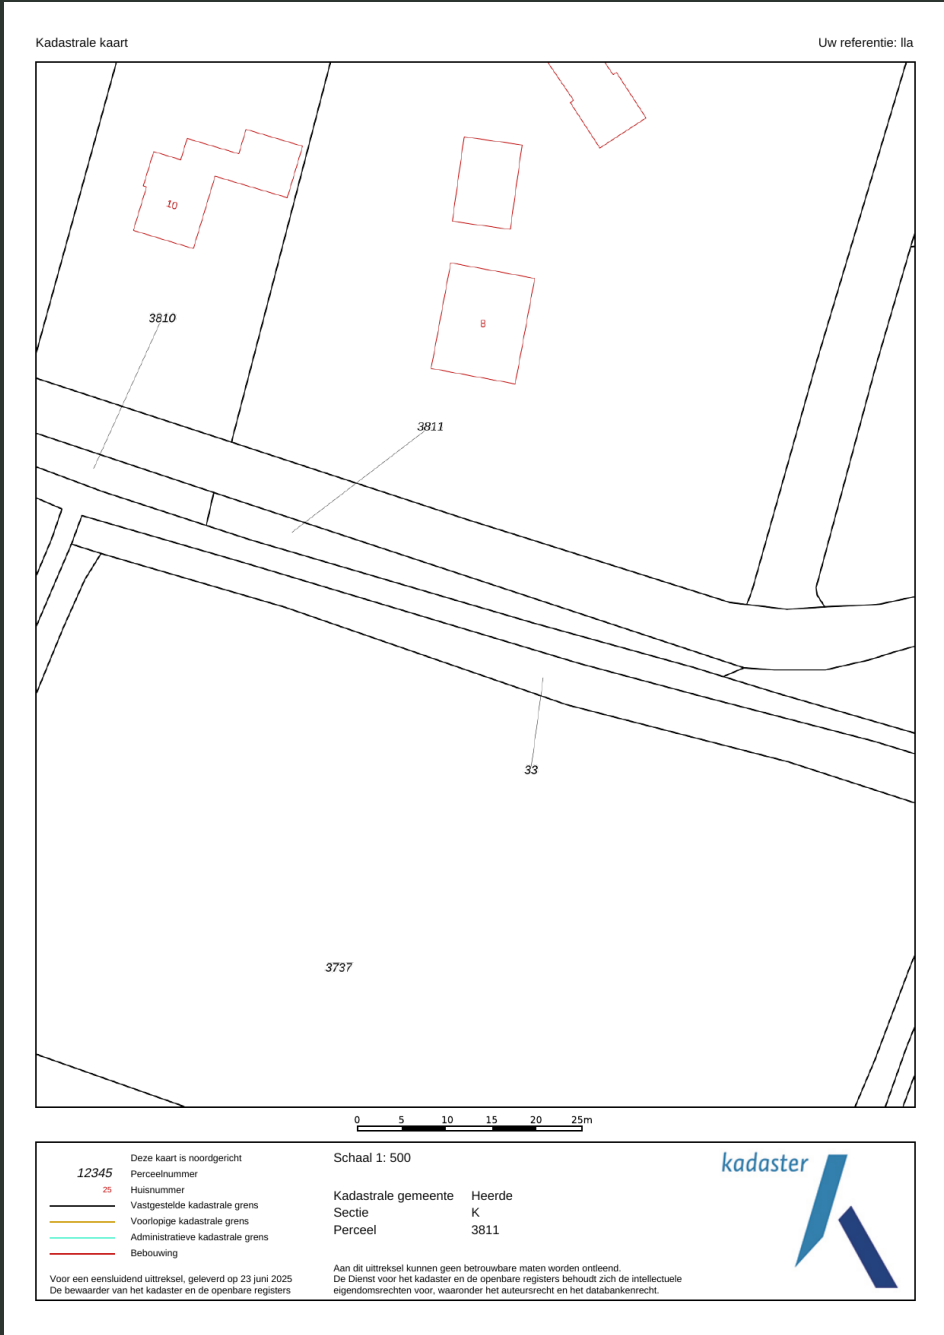 Kadastrale kaart
Uw referentie: lla
10
8
3810
3811
33
3737
0 5 10 15 20 25m
Deze kaart is noordgericht
12345 Perceelnummer
25 Huisnummer
Vastgestelde kadastrale grens
Voorlopige kadastrale grens
Administratieve kadastrale grens
Bebouwing
Voor een eensluidend uittreksel, geleverd op 23 juni 2025
De bewaarder van het kadaster en de openbare registers
Schaal 1: 500
Kadastrale gemeente Heerde
Sectie K
Perceel 3811
Aan dit uittreksel kunnen geen betrouwbare maten worden ontleend.
De Dienst voor het kadaster en de openbare registers behoudt zich de intellectuele
eigendomsrechten voor, waaronder het auteursrecht en het databankenrecht.
kadaster